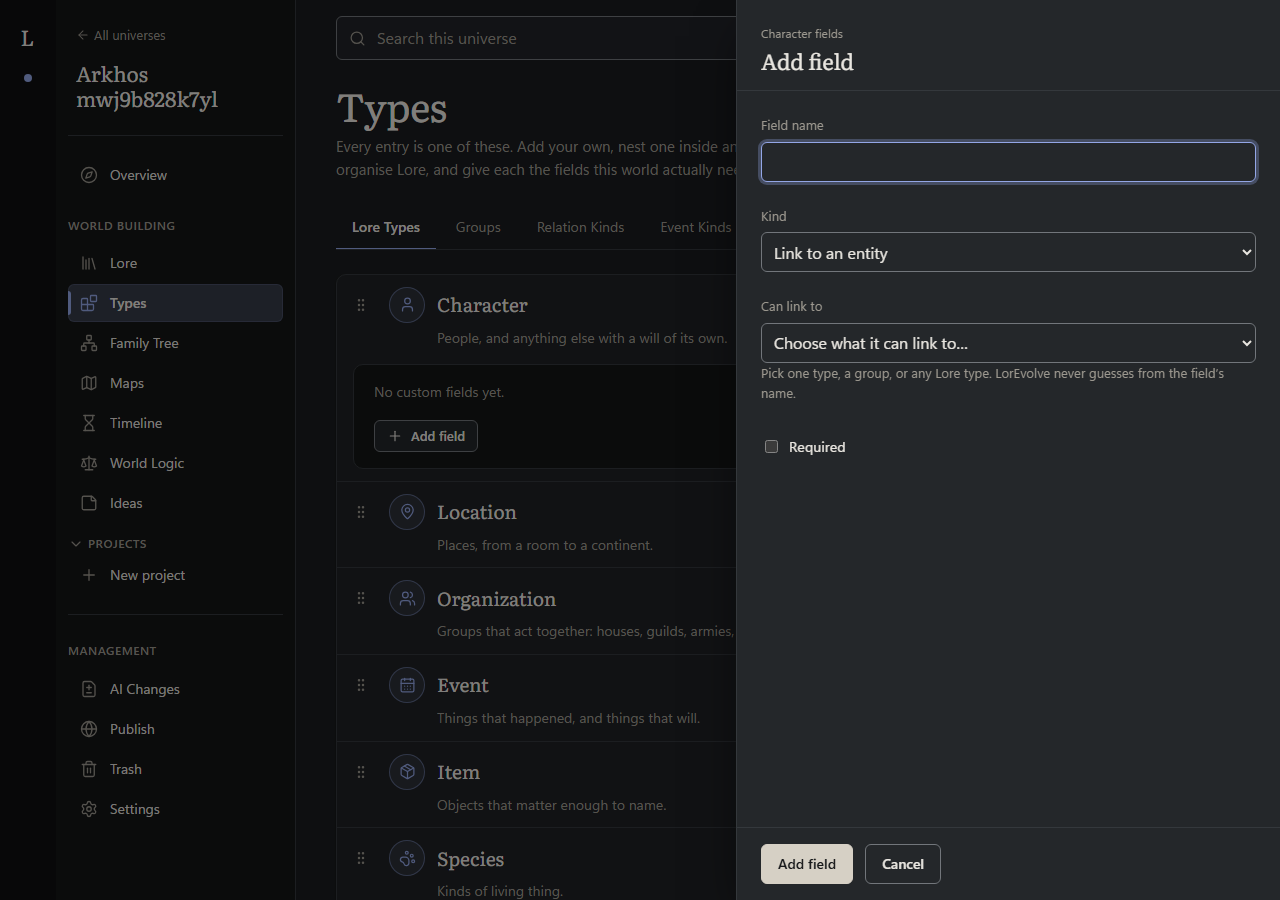 L
All universes
Arkhos
mwj9b828k7yl
Overview
WORLD BUILDING
Lore
Types
Family Tree
Maps
Timeline
World Logic
Ideas
PROJECTS
New project
MANAGEMENT
AI Changes
Publish
Trash
Settings
Search this universe
Types
Every entry is one of these. Add your own, nest one inside an
organise Lore, and give each the fields this world actually nee
Lore Types
Groups
Relation Kinds
Event Kinds
Character
People, and anything else with a will of its own.
No custom fields yet.
Add field
Location
Places, from a room to a continent.
Organization
Groups that act together: houses, guilds, armies,
Event
Things that happened, and things that will.
Item
Objects that matter enough to name.
Species
Kinds of living thing.
Character fields
Add field
Field name
Kind
Link to an entity
Can link to
Choose what it can link to...
Pick one type, a group, or any Lore type. LorEvolve never guesses from the field's
name.
Required
Add field
Cancel